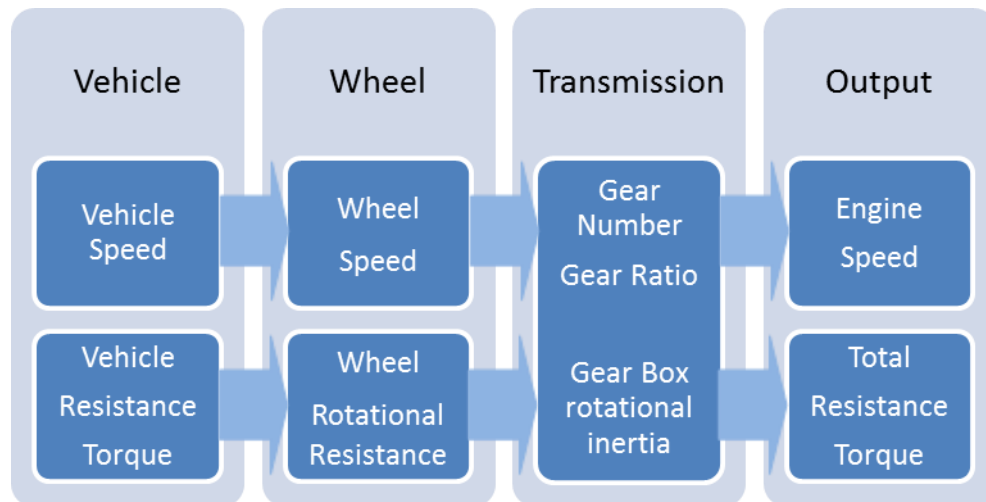 Vehicle
Wheel
Transmission
Output
Vehicle
Speed
Wheel
Speed
Gear
Number
Gear Ratio
Engine
Speed
Vehicle
Resistance
Torque
Wheel
Rotational
Resistance
Gear Box
rotational
inertia
Total
Resistance
Torque